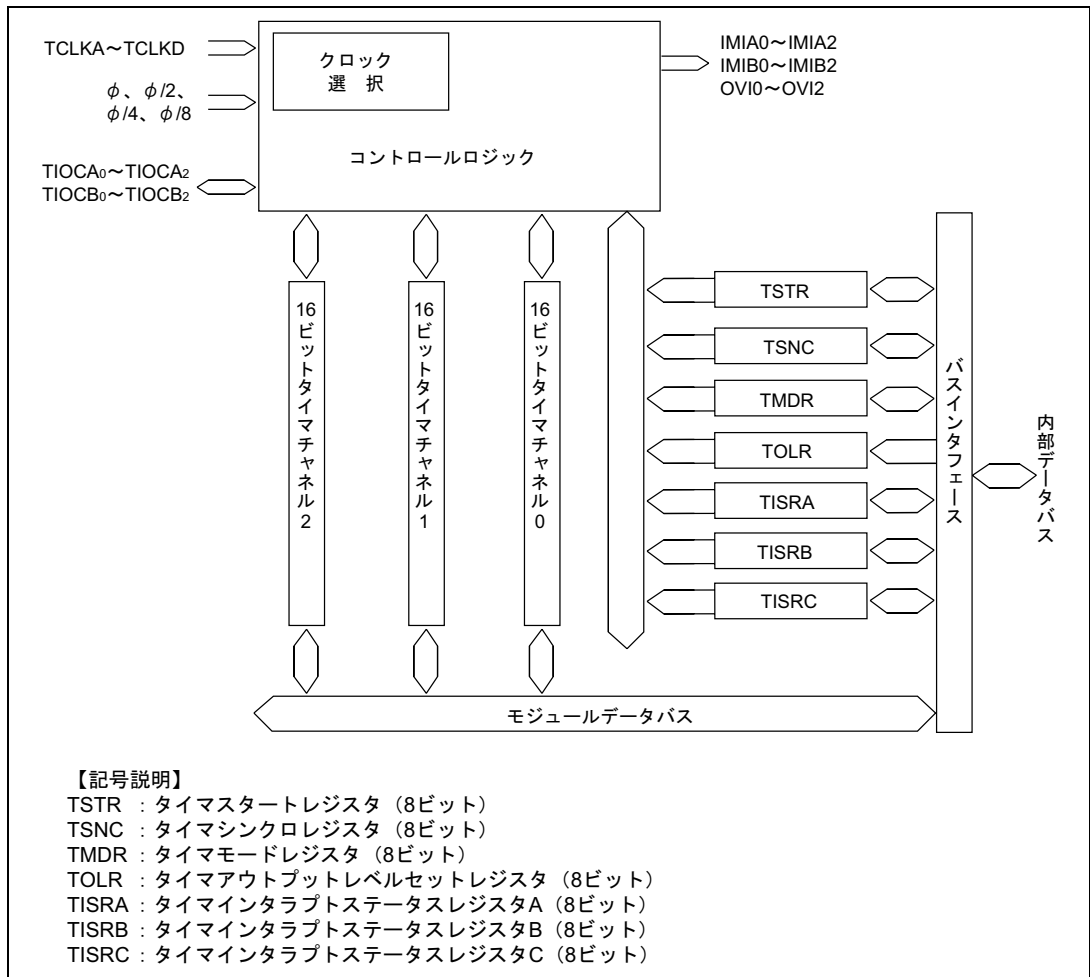 TCLKA～TCLKD
φ、φ/2、
φ/4、φ/8
TIOCA0～TIOCA2
TIOCB0～TIOCB2
クロック
選 択
コントロールロジック
IMIA0～IMIA2
IMIB0～IMIB2
OVI0～OVI2
16ビットタイマチャネル2
16ビットタイマチャネル1
16ビットタイマチャネル0
TSTR
TSNC
TMDR
TOLR
TISRA
TISRB
TISRC
バスインタフェース
内部データバス
モジュールデータバス
【記号説明】
TSTR ：タイマスタートレジスタ（8ビット）
TSNC ：タイマシンクロレジスタ（8ビット）
TMDR ：タイマモードレジスタ（8ビット）
TOLR ：タイマアウトプットレベルセットレジスタ（8ビット）
TISRA ：タイマインタラプトステータスレジスタA（8ビット）
TISRB ：タイマインタラプトステータスレジスタB（8ビット）
TISRC ：タイマインタラプトステータスレジスタC（8ビット）